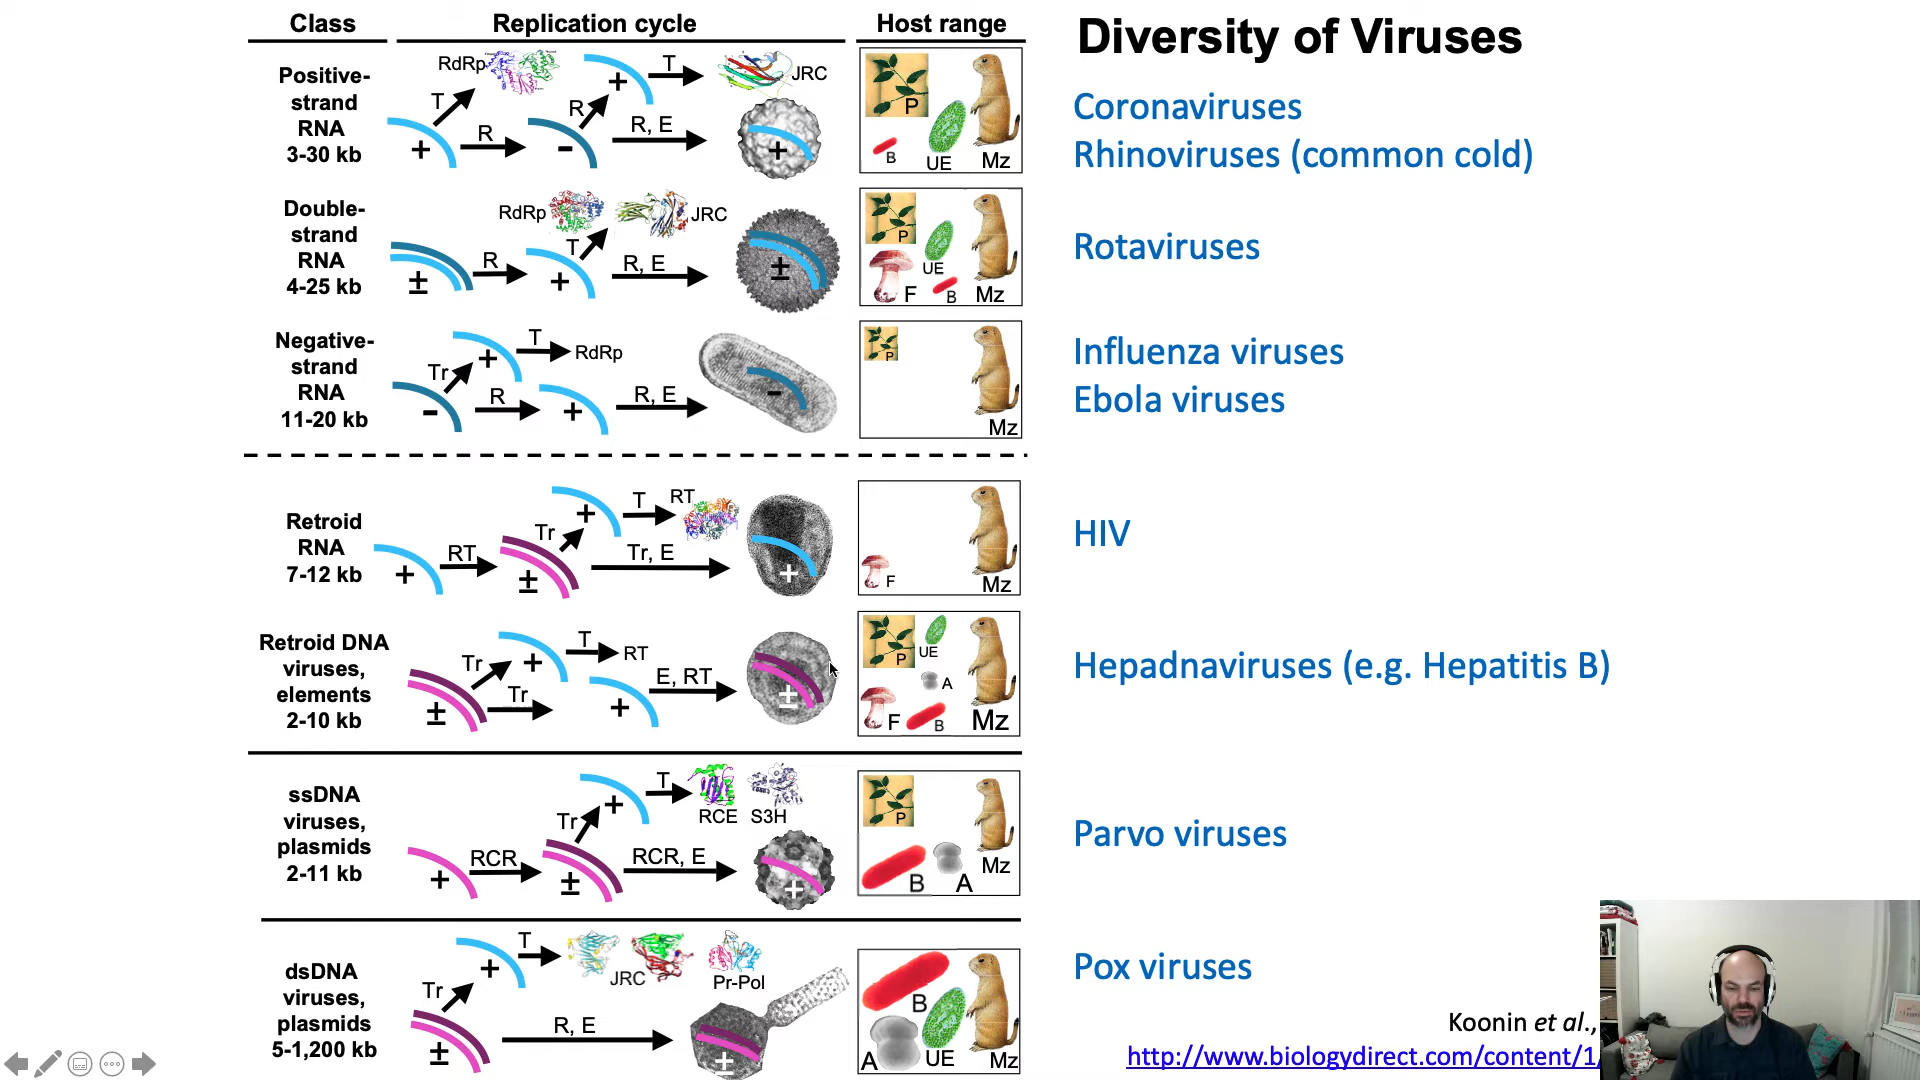 Class
Replication cycle
Host range
Diversity of Viruses
Positive-
strand
RNA
3-30 kb
+
T
RdRp
R
-
R
+
T
JRC
R, E
+
P
B
UE
Mz
Coronaviruses
Rhinoviruses (common cold)
Double-
strand
RNA
4-25 kb
±
R
+
RdRp
T
JRC
R, E
±
P
UE
F
B
Mz
Rotaviruses
Negative-
strand
RNA
11-20 kb
-
Tr
+
T
RdRp
R
+
R, E
-
P
Mz
Influenza viruses
Ebola viruses
Retroid
RNA
7-12 kb
+
RT
±
Tr
+
T
RT
Tr, E
+
F
Mz
HIV
Retroid DNA
viruses,
elements
2-10 kb
±
Tr
+
T
RT
Tr
+
E, RT
±
P
UE
A
F
B
Mz
Hepadnaviruses (e.g. Hepatitis B)
ssDNA
viruses,
plasmids
2-11 kb
+
RCR
±
Tr
+
T
RCE
S3H
RCR, E
+
P
B
A
Mz
Parvo viruses
dsDNA
viruses,
plasmids
5-1,200 kb
±
Tr
+
T
JRC
Pr-Pol
R, E
±
B
A
UE
Mz
Pox viruses
Koonin et al.,
http://www.biologydirect.com/content/1/